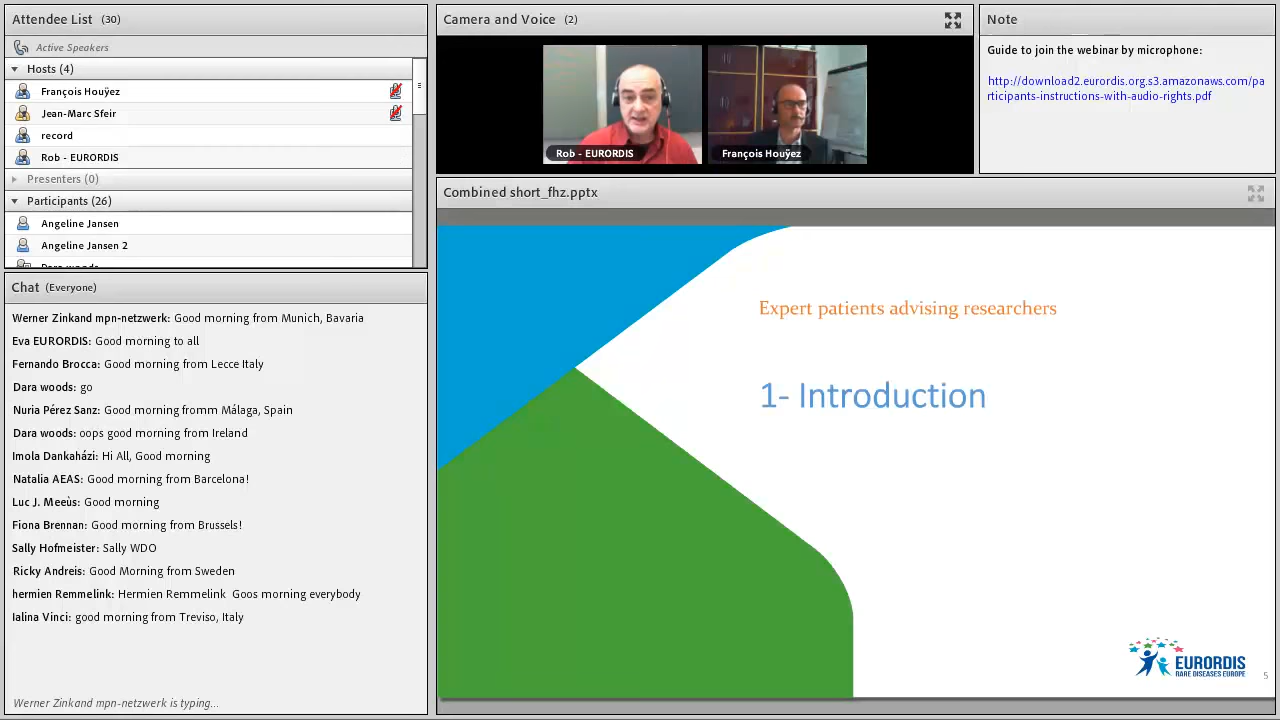 Attendee List (30)
Active Speakers
Hosts (4)
François Houÿez
Jean-Marc Sfeir
record
Rob - EURORDIS
Presenters (0)
Participants (26)
Angeline Jansen
Angeline Jansen 2
Dara woods
Chat (Everyone)
Werner Zinkand mpn-netzwerk: Good morning from Munich, Bavaria
Eva EURORDIS: Good morning to all
Fernando Brocca: Good morning from Lecce Italy
Dara woods: go
Nuria Pérez Sanz: Good morning fromm Málaga, Spain
Dara woods: oops good morning from Ireland
Imola Dankaházi: Hi All, Good morning
Natalia AEAS: Good morning from Barcelona!
Luc J. Meeùs: Good morning
Fiona Brennan: Good morning from Brussels!
Sally Hofmeister: Sally WDO
Ricky Andreis: Good Morning from Sweden
hermien Remmelink: Hermien Remmelink Goos morning everybody
Ialina Vinci: good morning from Treviso, Italy
Werner Zinkand mpn-netzwerk is typing...
Camera and Voice (2)
Rob - EURORDIS
François Houÿez
Note
Guide to join the webinar by microphone:
http://download2.eurordis.org.s3.amazonaws.com/pa
rticipants-instructions-with-audio-rights.pdf
Combined short_fhz.pptx
Expert patients advising researchers
1- Introduction
EURORDIS
RARE DISEASES EUROPE
5